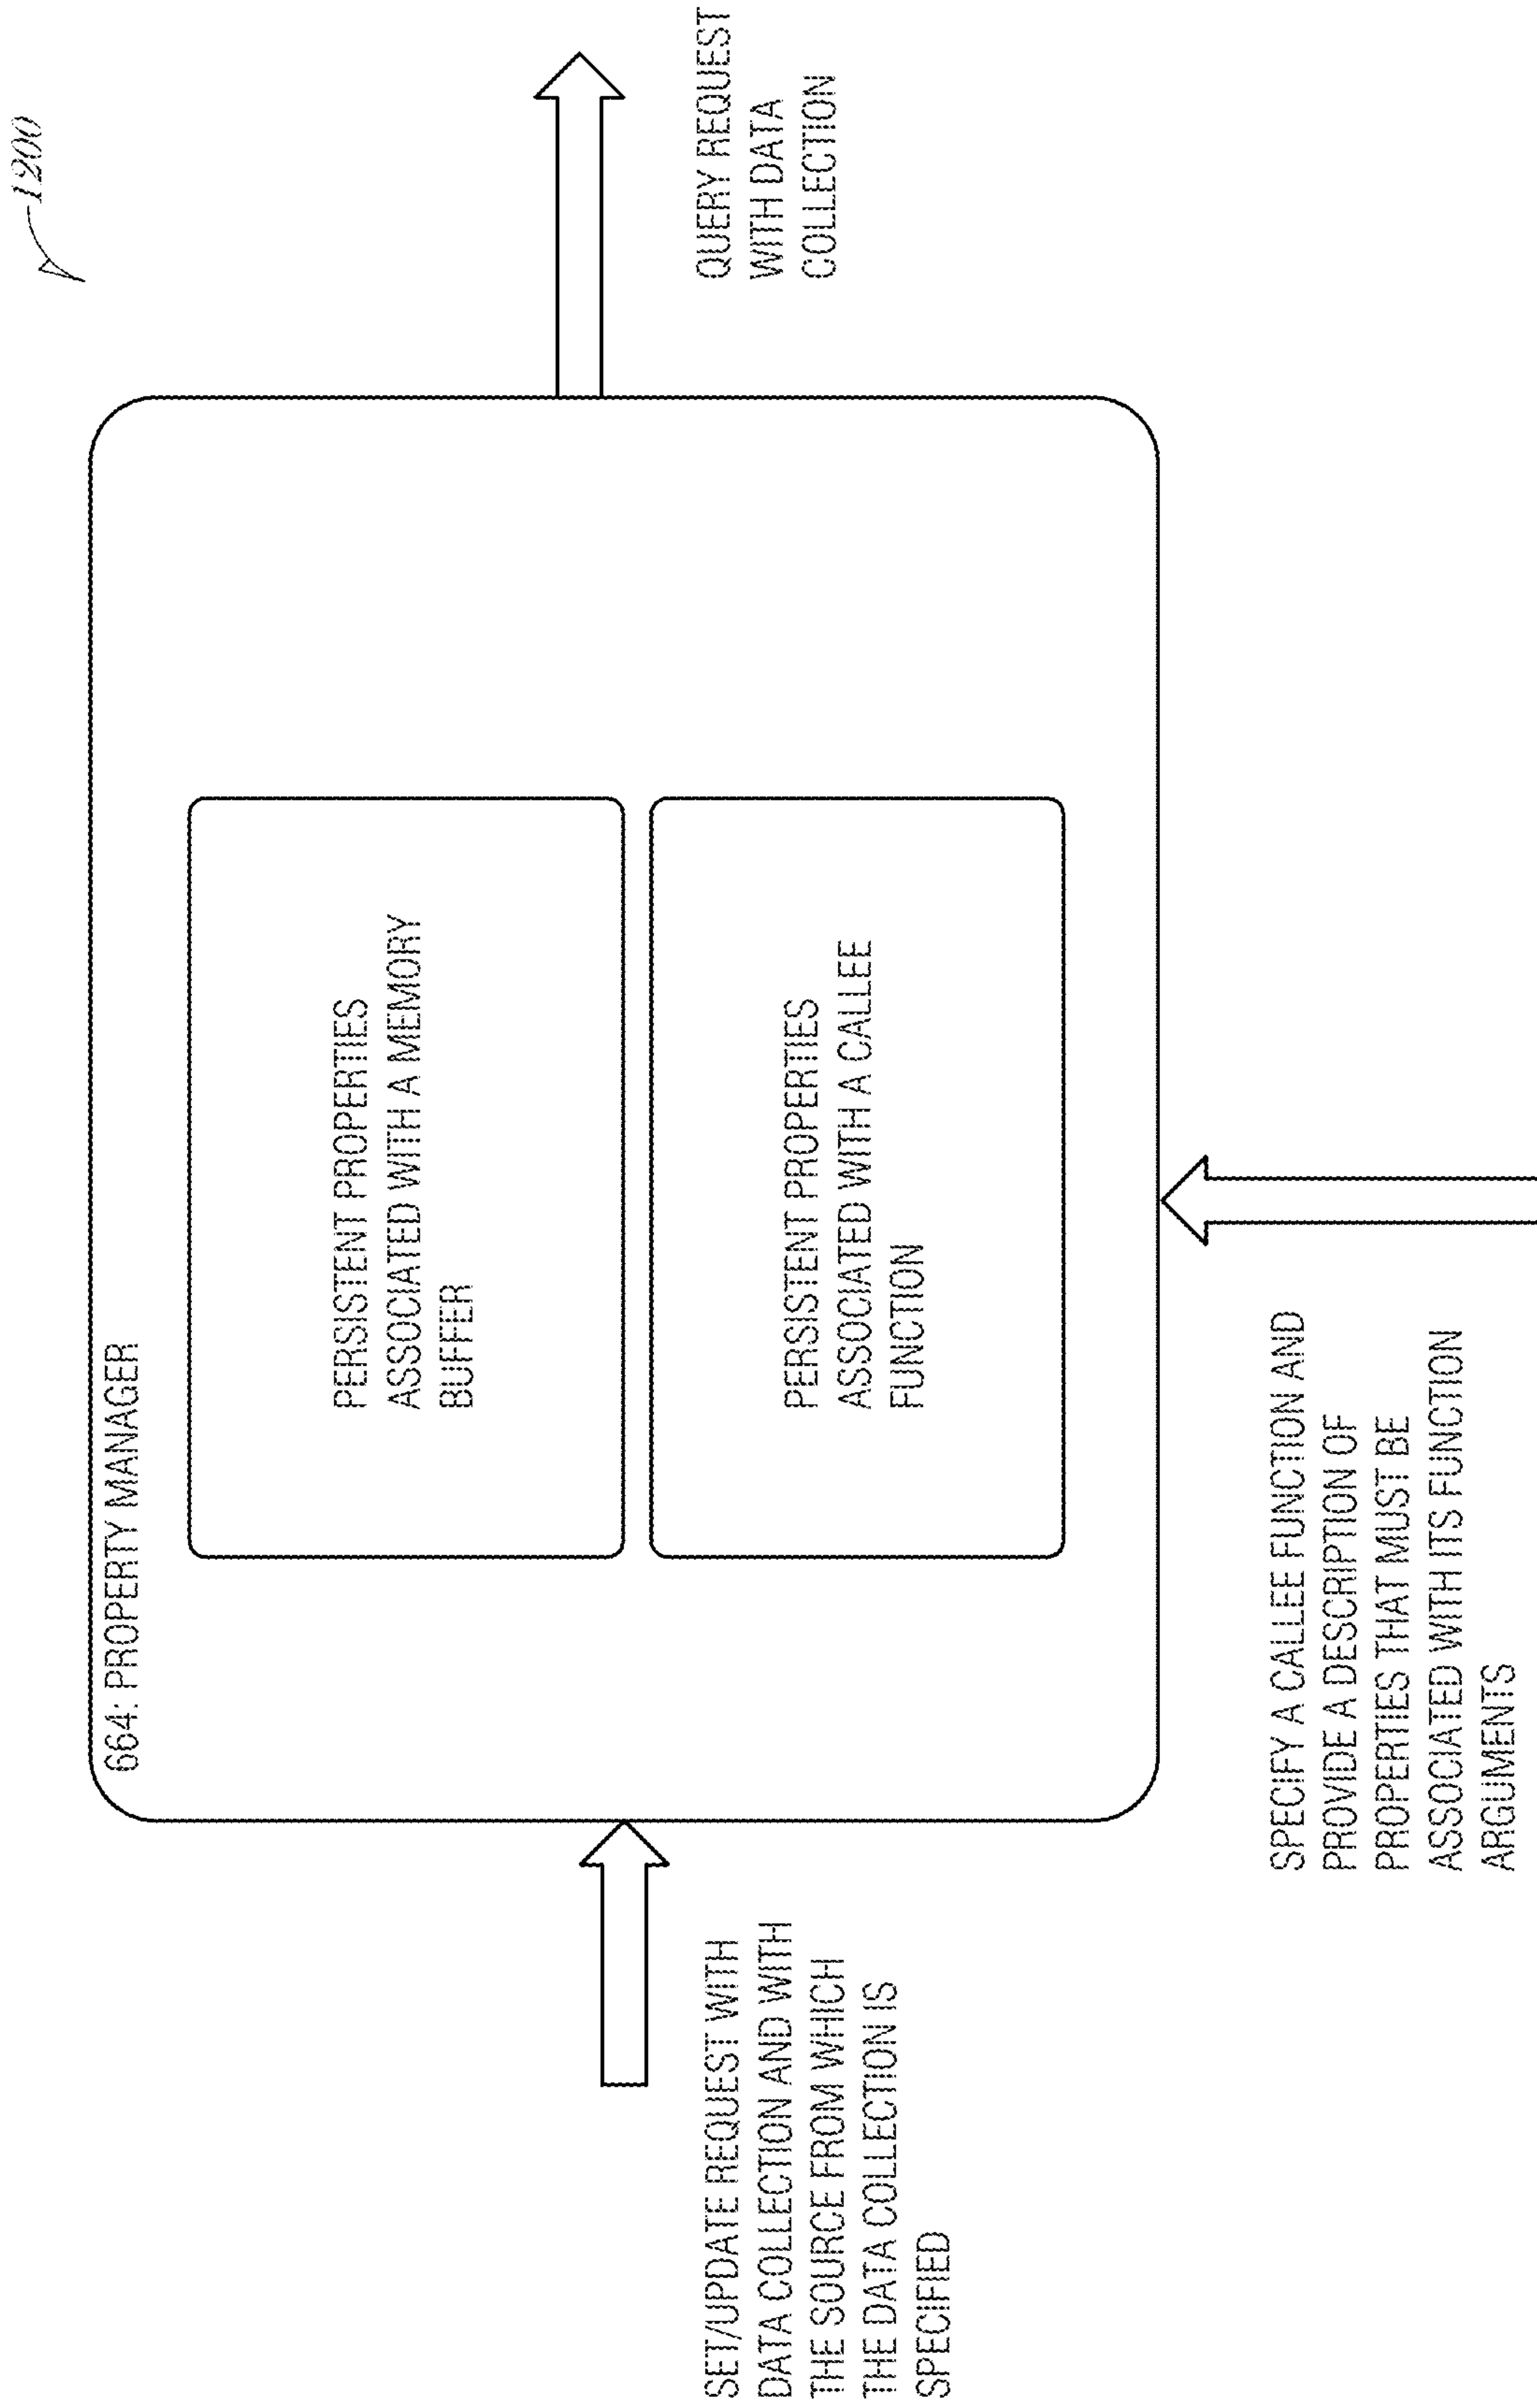 1200
664: PROPERTY MANAGER
PERSISTENT PROPERTIES
ASSOCIATED WITH A MEMORY
BUFFER
PERSISTENT PROPERTIES
ASSOCIATED WITH A CALLEE
FUNCTION
SET/UPDATE REQUEST WITH
DATA COLLECTION AND WITH
THE SOURCE FROM WHICH
THE DATA COLLECTION IS
SPECIFIED
QUERY REQUEST
WITH DATA
COLLECTION
SPECIFY A CALLEE FUNCTION AND
PROVIDE A DESCRIPTION OF
PROPERTIES THAT MUST BE
ASSOCIATED WITH ITS FUNCTION
ARGUMENTS